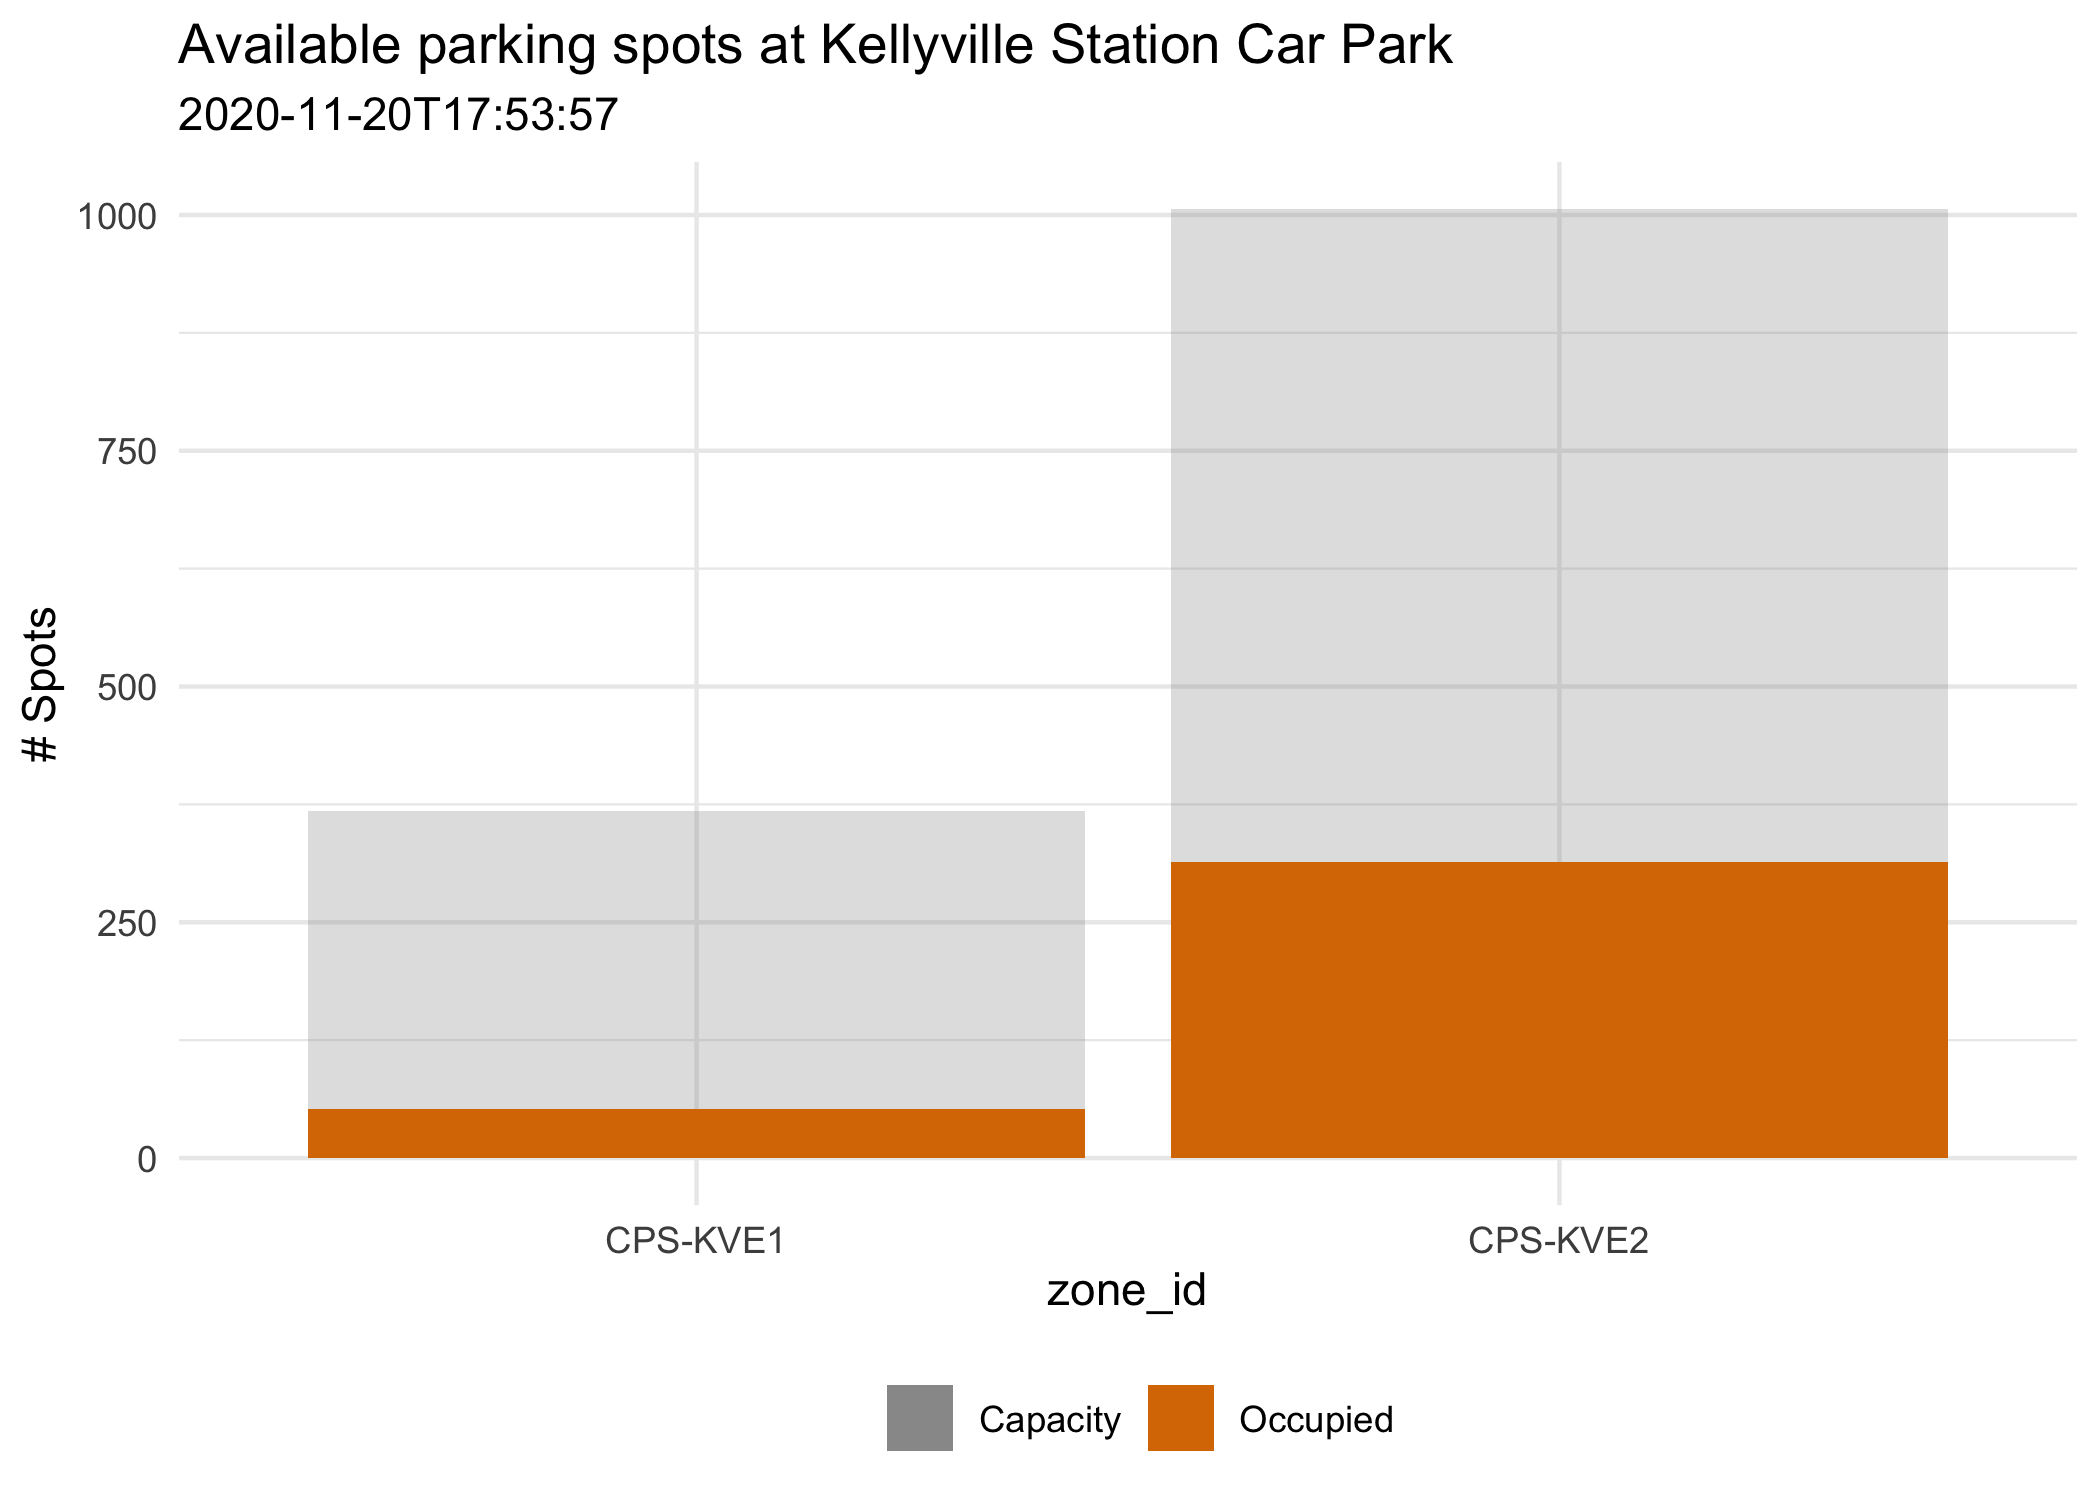 Available parking spots at Kellyville Station Car Park
2020-11-20T17:53:57
# Spots
1000
750
500
250
0
CPS-KVE1
CPS-KVE2
zone_id
Capacity
Occupied